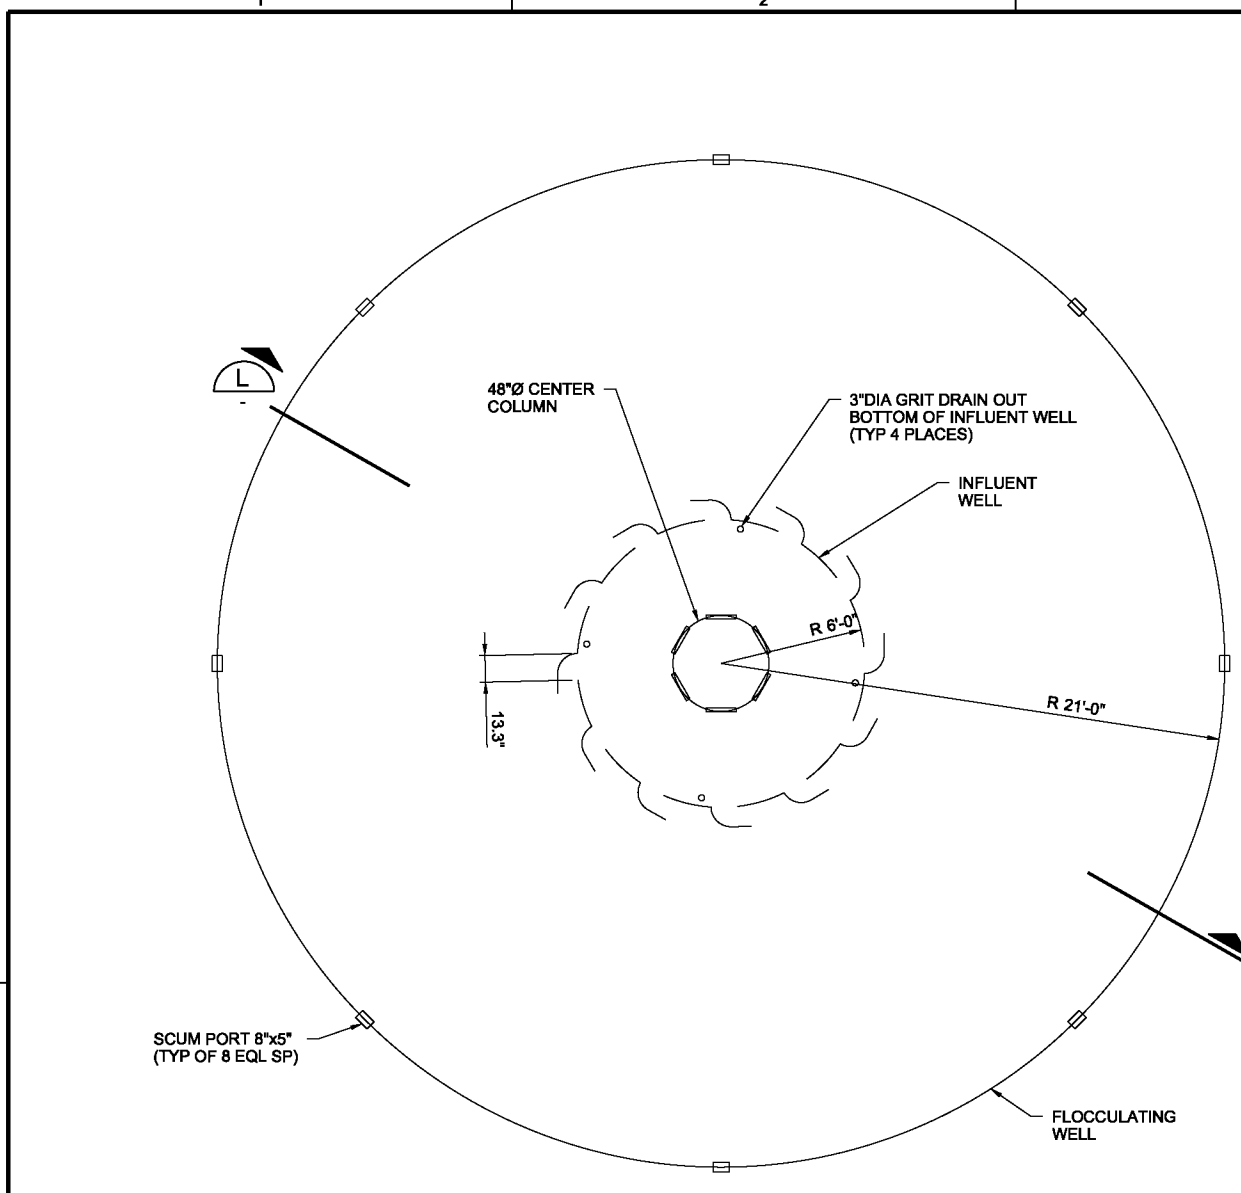 1 2
L
-
48"Ø CENTER
COLUMN
3"DIA GRIT DRAIN OUT
BOTTOM OF INFLUENT WELL
(TYP 4 PLACES)
INFLUENT
WELL
R 6'-0"
R 21'-0"
13.3"
SCUM PORT 8"x5"
(TYP OF 8 EQL SP)
FLOCCULATING
WELL